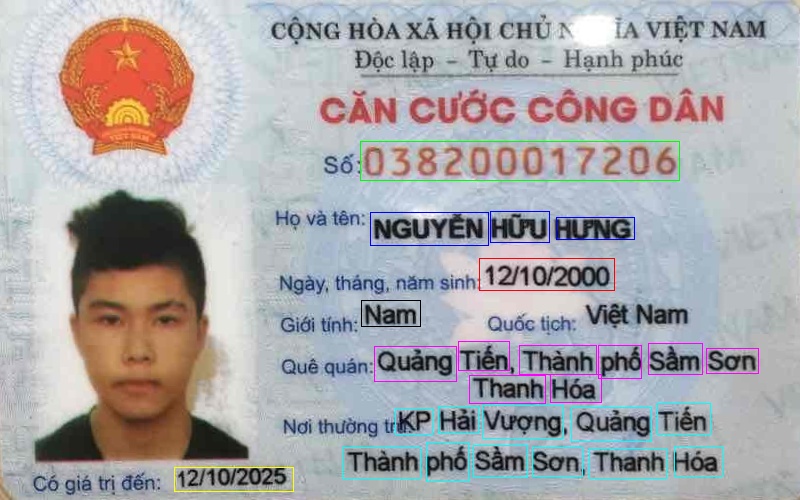 CỘNG HÒA XÃ HỘI CHỦ NGHĨA VIỆT NAM
Độc lập - Tự do - Hạnh phúc
CĂN CƯỚC CÔNG DÂN
Số: 038200017206
Họ và tên: NGUYỄN HỮU HƯNG
Ngày, tháng, năm sinh: 12/10/2000
Giới tính: Nam Quốc tịch: Việt Nam
Quê quán: Quảng Tiến, Thành phố Sầm Sơn
Thanh Hóa
Nơi thường trú: KP Hải Vượng, Quảng Tiến
Thành phố Sầm Sơn, Thanh Hóa
Có giá trị đến: 12/10/2025
VIỆT NAM